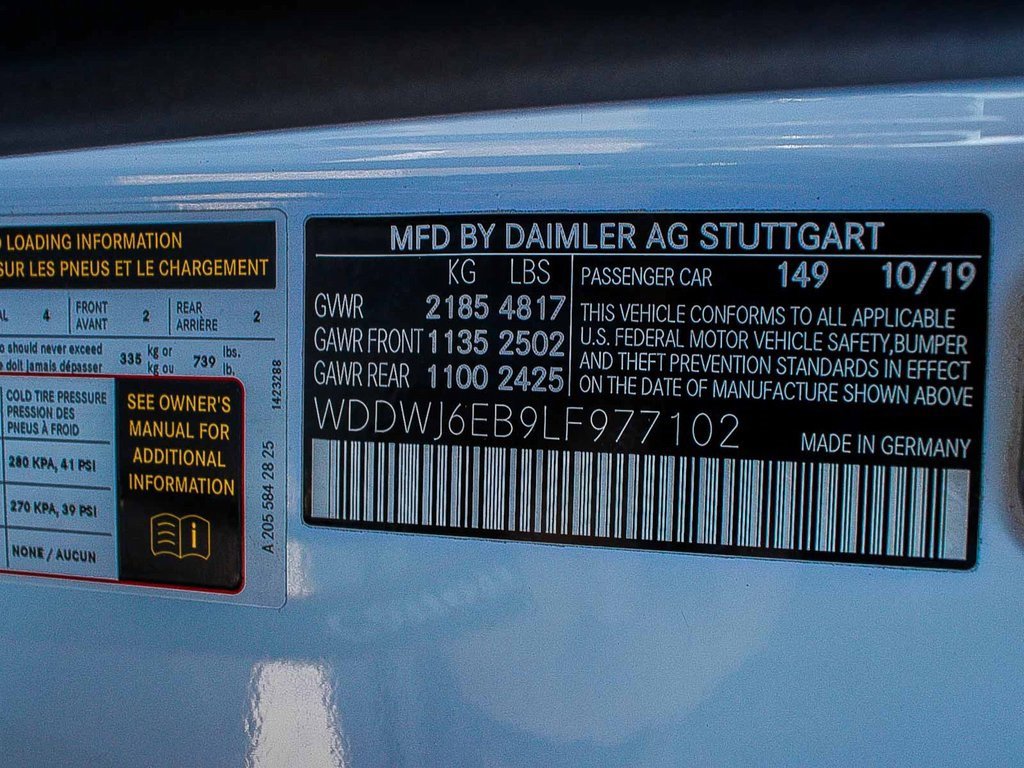 LOADING INFORMATION
SUR LES PNEUS ET LE CHARGEMENT
4 FRONT AVANT 2 REAR ARRIÈRE 2
should never exceed
doit jamais dépasser
335 kg or kg ou 739 lbs. lb.
1423288
COLD TIRE PRESSURE
PRESSION DES
PNEUS À FROID
280 KPA, 41 PSI
270 KPA, 39 PSI
NONE / AUCUN
SEE OWNER'S
MANUAL FOR
ADDITIONAL
INFORMATION
i
A 205 584 28 25
MFD BY DAIMLER AG STUTTGART
KG LBS
GVWR 2185 4817
GAWR FRONT 1135 2502
GAWR REAR 1100 2425
PASSENGER CAR 149 10/19
THIS VEHICLE CONFORMS TO ALL APPLICABLE
U.S. FEDERAL MOTOR VEHICLE SAFETY,BUMPER
AND THEFT PREVENTION STANDARDS IN EFFECT
ON THE DATE OF MANUFACTURE SHOWN ABOVE
WDDWJ6EB9LF977102
MADE IN GERMANY